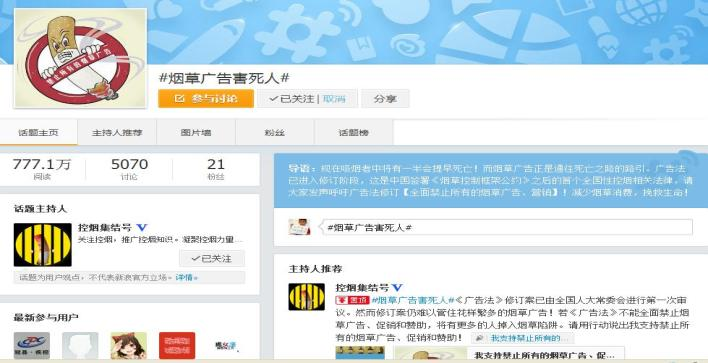 #烟草广告害死人#
参与讨论
已关注 | 取消
分享
话题主页
主持人推荐
图片墙
粉丝
话题榜
777.1万
5070
21
阅读
讨论
粉丝
导语：现在吸烟者中将有一半会提早死亡！而烟草广告正是通往死亡之路的路引。广告法
已进入修订阶段，这是中国签署《烟草控制框架公约》之后的首个全国性控烟相关法律，请
大家发声呼吁广告法修订【全面禁止所有的烟草广告、营销】！减少烟草消费，挽救生命！
#烟草广告害死人#
话题主持人
控烟集结号
关注控烟，推广控烟知识。凝聚控烟力量...
已关注
话题为用户观点，不代表新浪官方立场。详情»
主持人推荐
控烟集结号
置顶 #烟草广告害死人#《广告法》修订案已由全国人大常委会进行第一次审
议。然而修订案仍难以管住花样繁多的烟草广告！若《广告法》不能全面禁止烟
草广告、促销和赞助，将有更多的人掉入烟草陷阱。请用行动说出我支持禁止所
有的烟草广告、促销和赞助！
我支持禁止所有的烟草广告、促...
最新参与用户